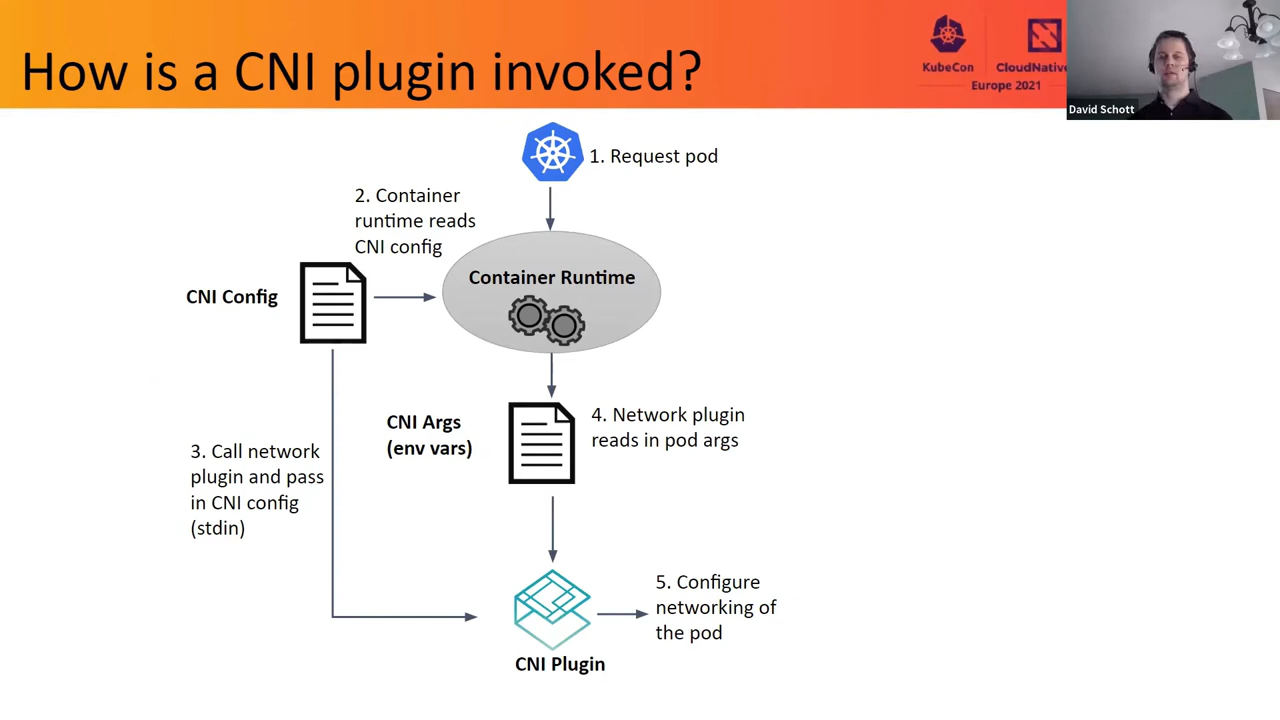 How is a CNI plugin invoked?
KubeCon
CloudNative
Europe 2021
David Schott
1. Request pod
2. Container
runtime reads
CNI config
Container Runtime
CNI Config
CNI Args
(env vars)
4. Network plugin
reads in pod args
3. Call network
plugin and pass
in CNI config
(stdin)
5. Configure
networking of
the pod
CNI Plugin